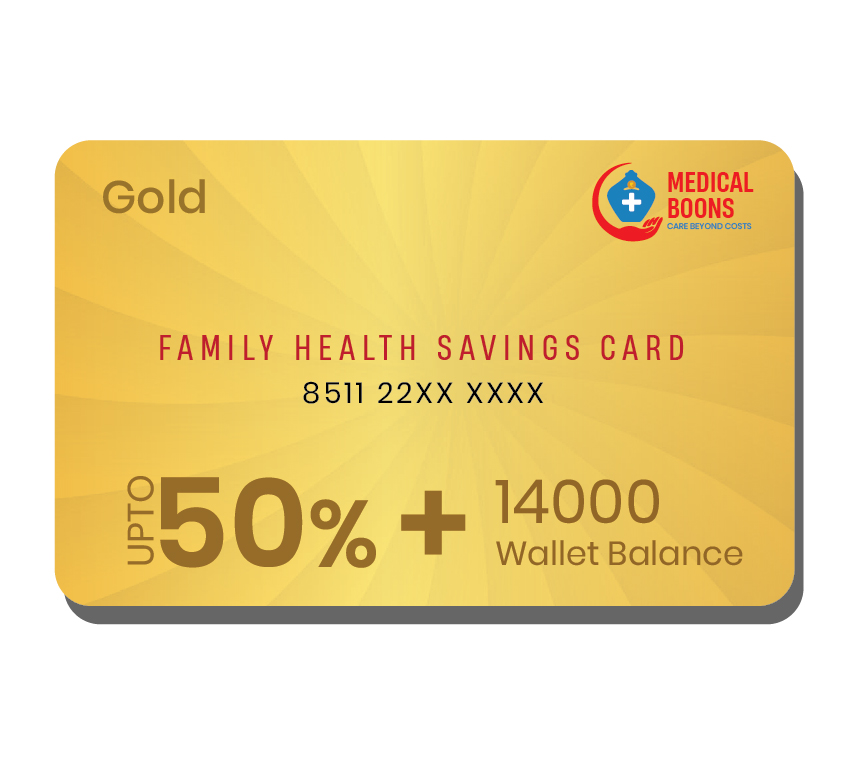 Gold
MEDICAL
BOONS
CARE BEYOND COSTS
FAMILY HEALTH SAVINGS CARD
8511 22XX XXXX
UPTO 50% + 14000
Wallet Balance